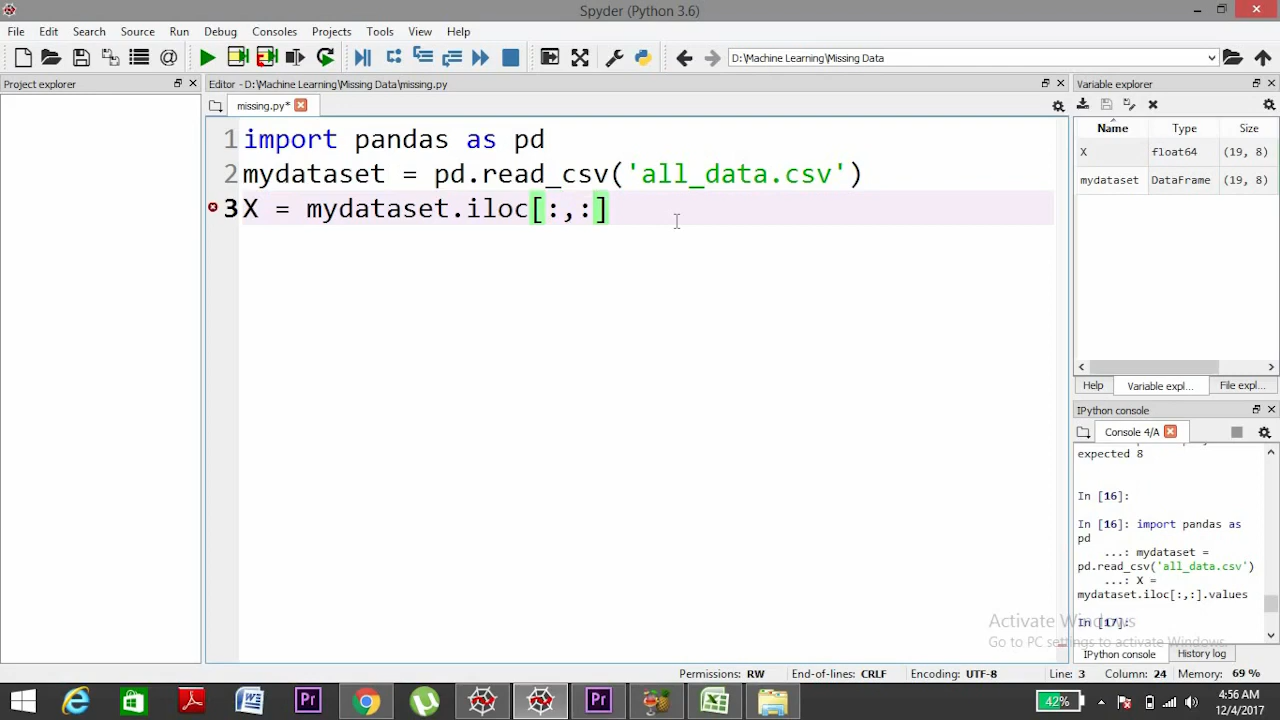 Spyder (Python 3.6)
File Edit Search Source Run Debug Consoles Projects Tools View Help
D:\Machine Learning\Missing Data
Project explorer
Editor - D:\Machine Learning\Missing Data\missing.py
missing.py*
1 import pandas as pd
2 mydataset = pd.read_csv('all_data.csv')
3 X = mydataset.iloc[:,:]
Variable explorer
Name Type Size
X float64 (19, 8)
mydataset DataFrame (19, 8)
Help Variable expl... File expl...
IPython console
Console 4/A
expected 8
In [16]:
In [16]: import pandas as
pd
...: mydataset =
pd.read_csv('all_data.csv')
...: X =
mydataset.iloc[:,:].values
In [17]:
Activate Windows
Go to PC settings to activate Windows.
IPython console History log
Permissions: RW End-of-lines: CRLF Encoding: UTF-8 Line: 3 Column: 24 Memory: 69 %
Pr Pr 42% 4:56 AM
12/4/2017